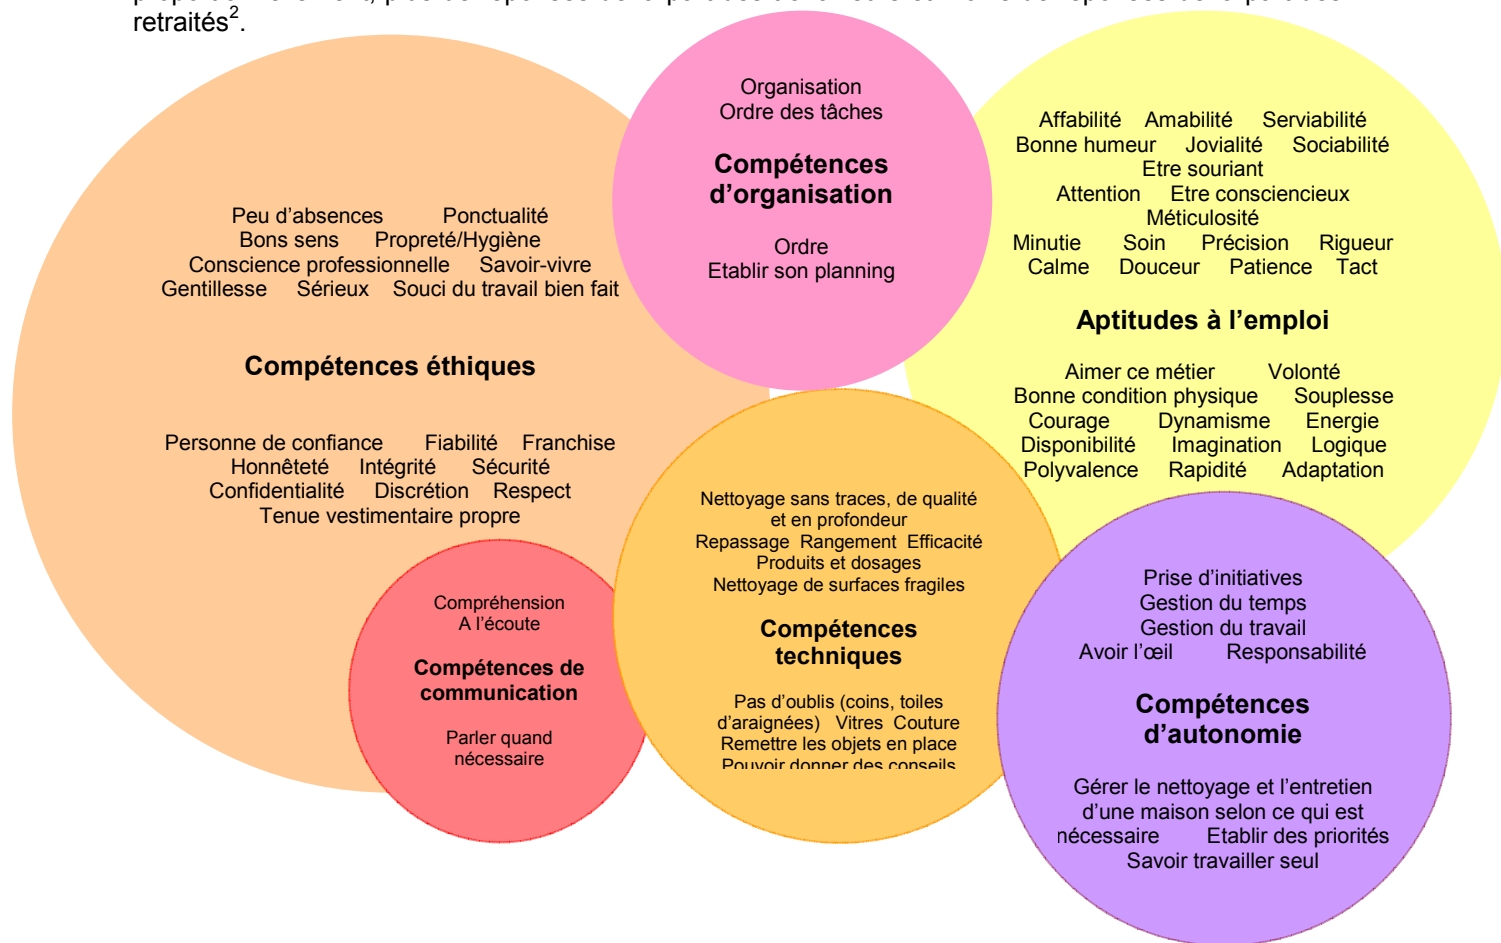 retraités².
Organisation
Ordre des tâches
Compétences
d'organisation
Ordre
Etablir son planning
Affabilité Amabilité Serviabilité
Bonne humeur Jovialité Sociabilité
Etre souriant
Attention Etre consciencieux
Méticulosité
Minutie Soin Précision Rigueur
Calme Douceur Patience Tact
Aptitudes à l'emploi
Aimer ce métier Volonté
Bonne condition physique Souplesse
Courage Dynamisme Energie
Disponibilité Imagination Logique
Polyvalence Rapidité Adaptation
Peu d'absences Ponctualité
Bons sens Propreté/Hygiène
Conscience professionnelle Savoir-vivre
Gentillesse Sérieux Souci du travail bien fait
Compétences éthiques
Personne de confiance Fiabilité Franchise
Honnêteté Intégrité Sécurité
Confidentialité Discrétion Respect
Tenue vestimentaire propre
Compréhension
A l'écoute
Compétences de
communication
Parler quand
nécessaire
Nettoyage sans traces, de qualité
et en profondeur
Repassage Rangement Efficacité
Produits et dosages
Nettoyage de surfaces fragiles
Compétences
techniques
Pas d'oublis (coins, toiles
d'araignées) Vitres Couture
Remettre les objets en place
Pouvoir donner des conseils
Prise d'initiatives
Gestion du temps
Gestion du travail
Avoir l'œil Responsabilité
Compétences
d'autonomie
Gérer le nettoyage et l'entretien
d'une maison selon ce qui est
nécessaire Etablir des priorités
Savoir travailler seul